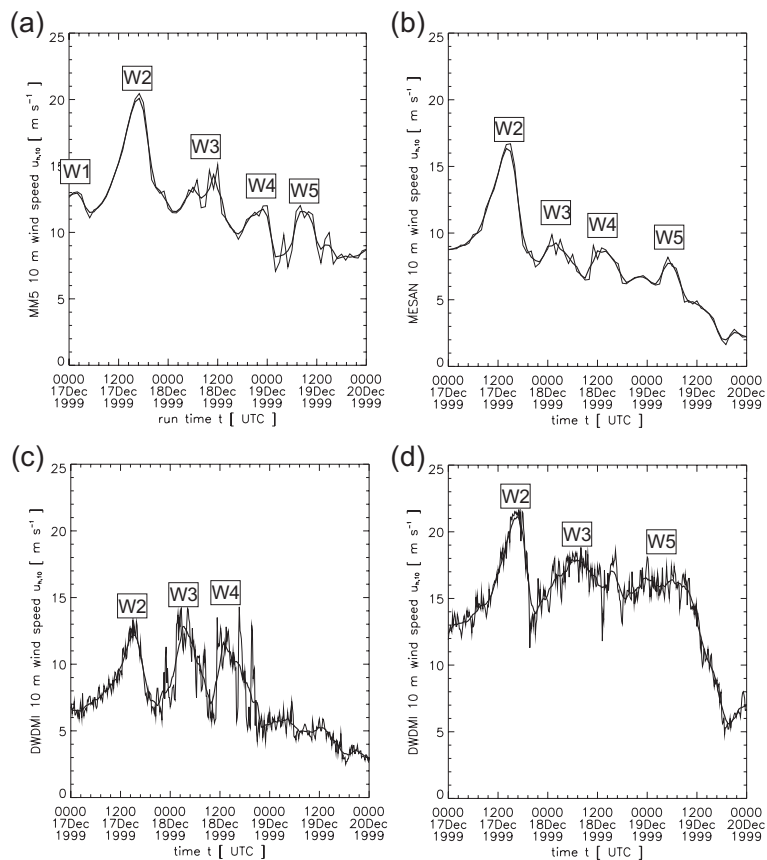 (a)
25
20
15
10
5
0
MM5 10 m wind speed u_h,10 [ m s⁻¹ ]
W1
W2
W3
W4
W5
0000 1200 0000 1200 0000 1200 0000
17Dec 17Dec 18Dec 18Dec 19Dec 19Dec 20Dec
1999 1999 1999 1999 1999 1999 1999
run time t [ UTC ]
(b)
25
20
15
10
5
0
MESAN 10 m wind speed u_h,10 [ m s⁻¹ ]
W2
W3
W4
W5
0000 1200 0000 1200 0000 1200 0000
17Dec 17Dec 18Dec 18Dec 19Dec 19Dec 20Dec
1999 1999 1999 1999 1999 1999 1999
time t [ UTC ]
(c)
25
20
15
10
5
0
DWDMI 10 m wind speed u_h,10 [ m s⁻¹ ]
W2
W3
W4
0000 1200 0000 1200 0000 1200 0000
17Dec 17Dec 18Dec 18Dec 19Dec 19Dec 20Dec
1999 1999 1999 1999 1999 1999 1999
time t [ UTC ]
(d)
25
20
15
10
5
0
DWDMI 10 m wind speed u_h,10 [ m s⁻¹ ]
W2
W3
W5
0000 1200 0000 1200 0000 1200 0000
17Dec 17Dec 18Dec 18Dec 19Dec 19Dec 20Dec
1999 1999 1999 1999 1999 1999 1999
time t [ UTC ]